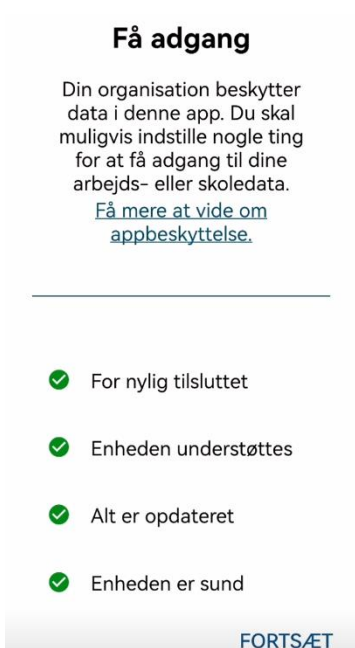 Få adgang
Din organisation beskytter
data i denne app. Du skal
muligvis indstille nogle ting
for at få adgang til dine
arbejds- eller skoledata.
Få mere at vide om
appbeskyttelse.
For nylig tilsluttet
Enheden understøttes
Alt er opdateret
Enheden er sund
FORTSÆT